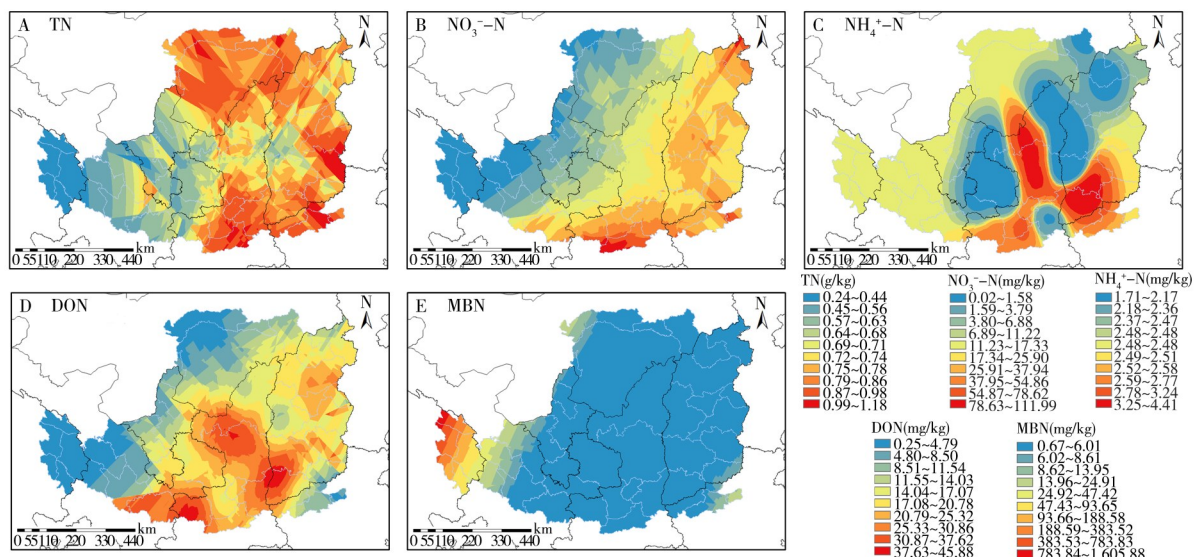 A TN
N
km
0 55 110 220 330 440
B NO₃⁻-N
N
km
0 55 110 220 330 440
C NH₄⁺-N
N
km
0 55 110 220 330 440
D DON
N
km
0 55 110 220 330 440
E MBN
N
km
0 55 110 220 330 440
TN(g/kg)
0.24~0.44
0.45~0.56
0.57~0.63
0.64~0.68
0.69~0.71
0.72~0.74
0.75~0.78
0.79~0.86
0.87~0.98
0.99~1.18
NO₃⁻-N(mg/kg)
0.02~1.58
1.59~3.79
3.80~6.88
6.89~11.22
11.23~17.33
17.34~25.90
25.91~37.94
37.95~54.86
54.87~78.62
78.63~111.99
NH₄⁺-N(mg/kg)
1.71~2.17
2.18~2.36
2.37~2.47
2.48~2.48
2.48~2.48
2.49~2.51
2.52~2.58
2.59~2.77
2.78~3.24
3.25~4.41
DON(mg/kg)
0.25~4.79
4.80~8.50
8.51~11.54
11.55~14.03
14.04~17.07
17.08~20.78
20.79~25.32
25.33~30.86
30.87~37.62
37.63~45.88
MBN(mg/kg)
0.67~6.01
6.02~8.61
8.62~13.95
13.96~24.91
24.92~47.42
47.43~93.65
93.66~188.58
188.59~383.52
383.53~783.83
783.84~1 605.88